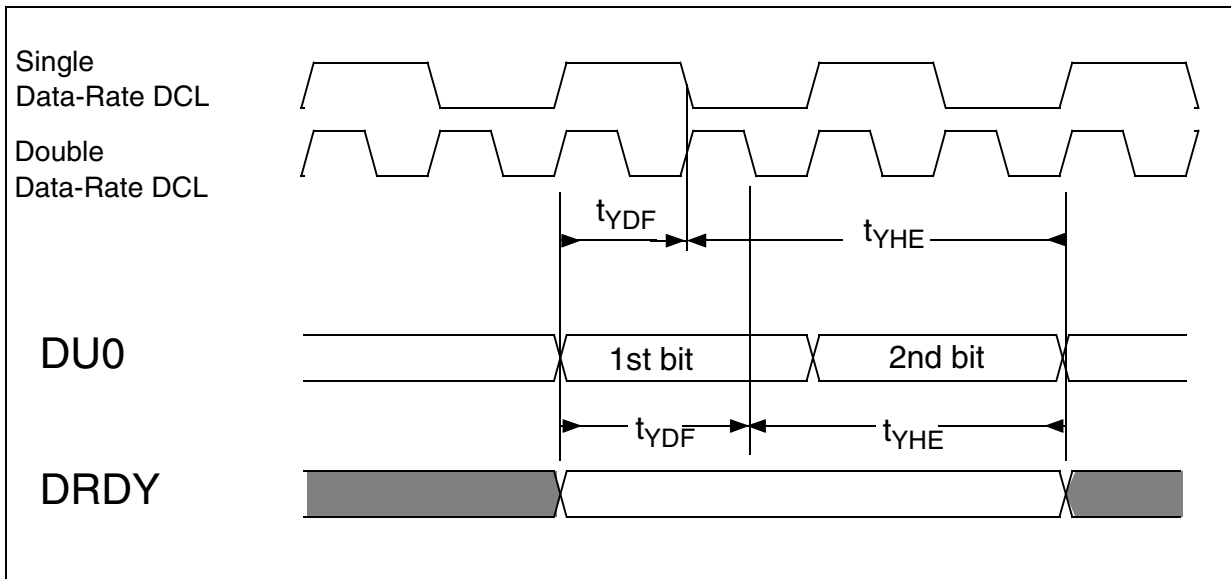 Single
Data-Rate DCL
Double
Data-Rate DCL
tYDF
tYHE
DU0
1st bit
2nd bit
tYDF
tYHE
DRDY